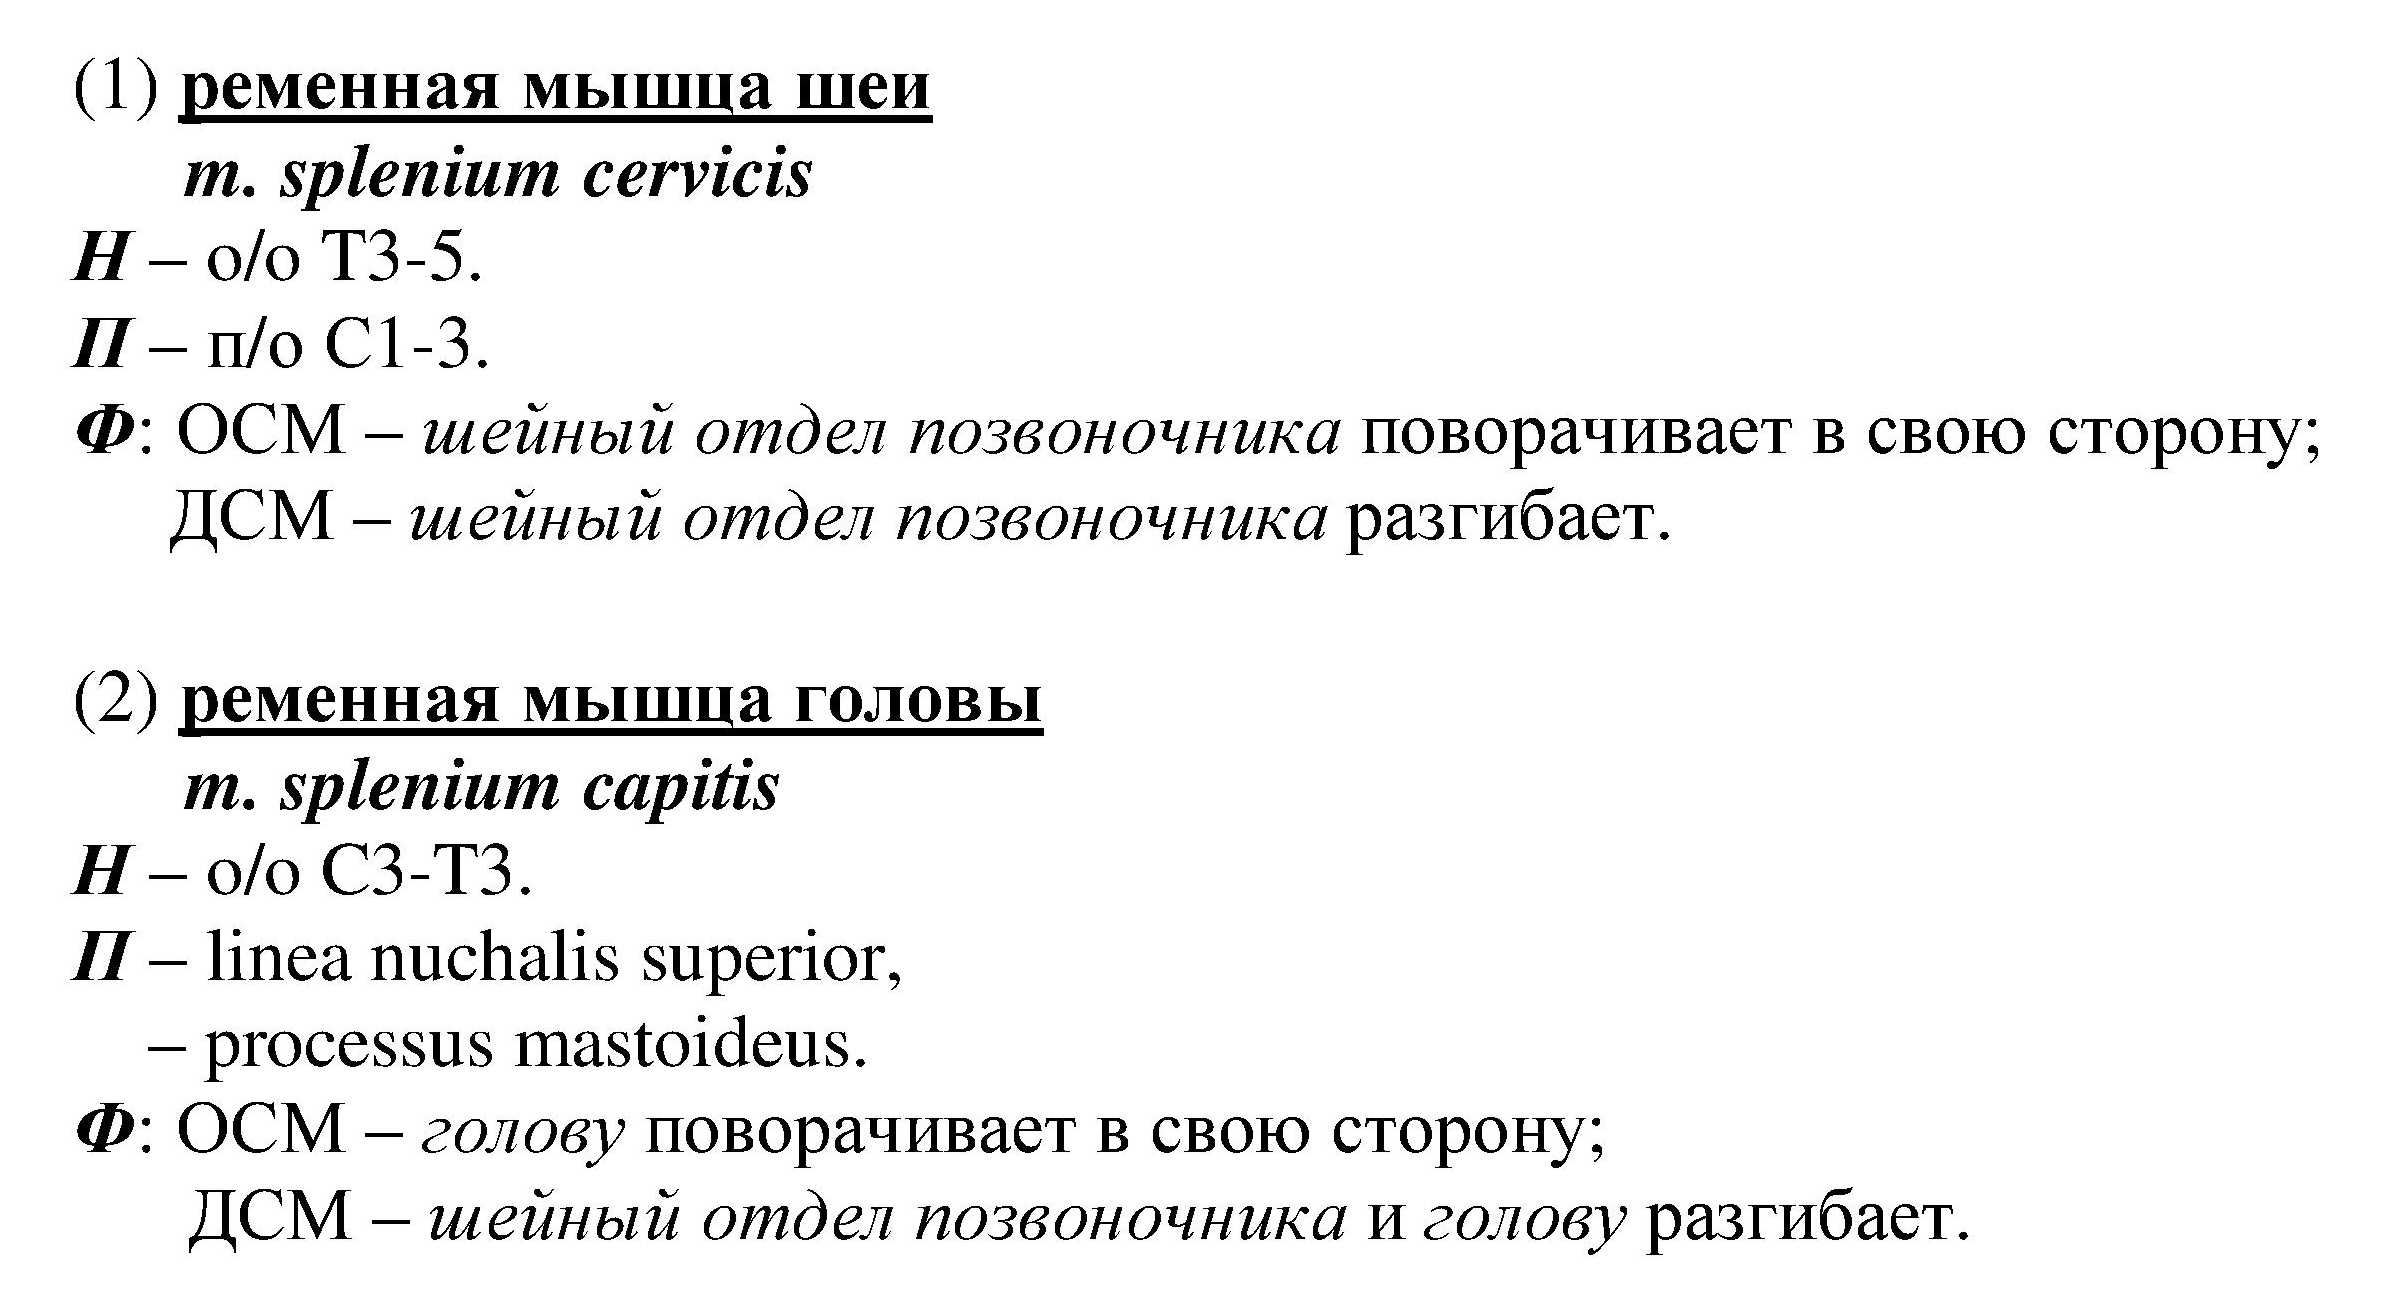 (1) ременная мышца шеи
m. splenium cervicis
Н – о/о Т3-5.
П – п/о С1-3.
Ф: ОСМ – шейный отдел позвоночника поворачивает в свою сторону;
ДСМ – шейный отдел позвоночника разгибает.
(2) ременная мышца головы
m. splenium capitis
Н – о/о С3-Т3.
П – linea nuchalis superior,
– processus mastoideus.
Ф: ОСМ – голову поворачивает в свою сторону;
ДСМ – шейный отдел позвоночника и голову разгибает.